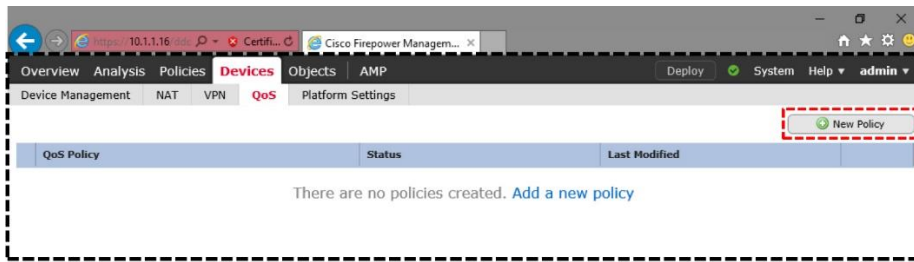 https://10.1.1.16/ddd Certifi... Cisco Firepower Managem...
Overview Analysis Policies Devices Objects AMP Deploy System Help admin
Device Management NAT VPN QoS Platform Settings
New Policy
QoS Policy Status Last Modified
There are no policies created. Add a new policy